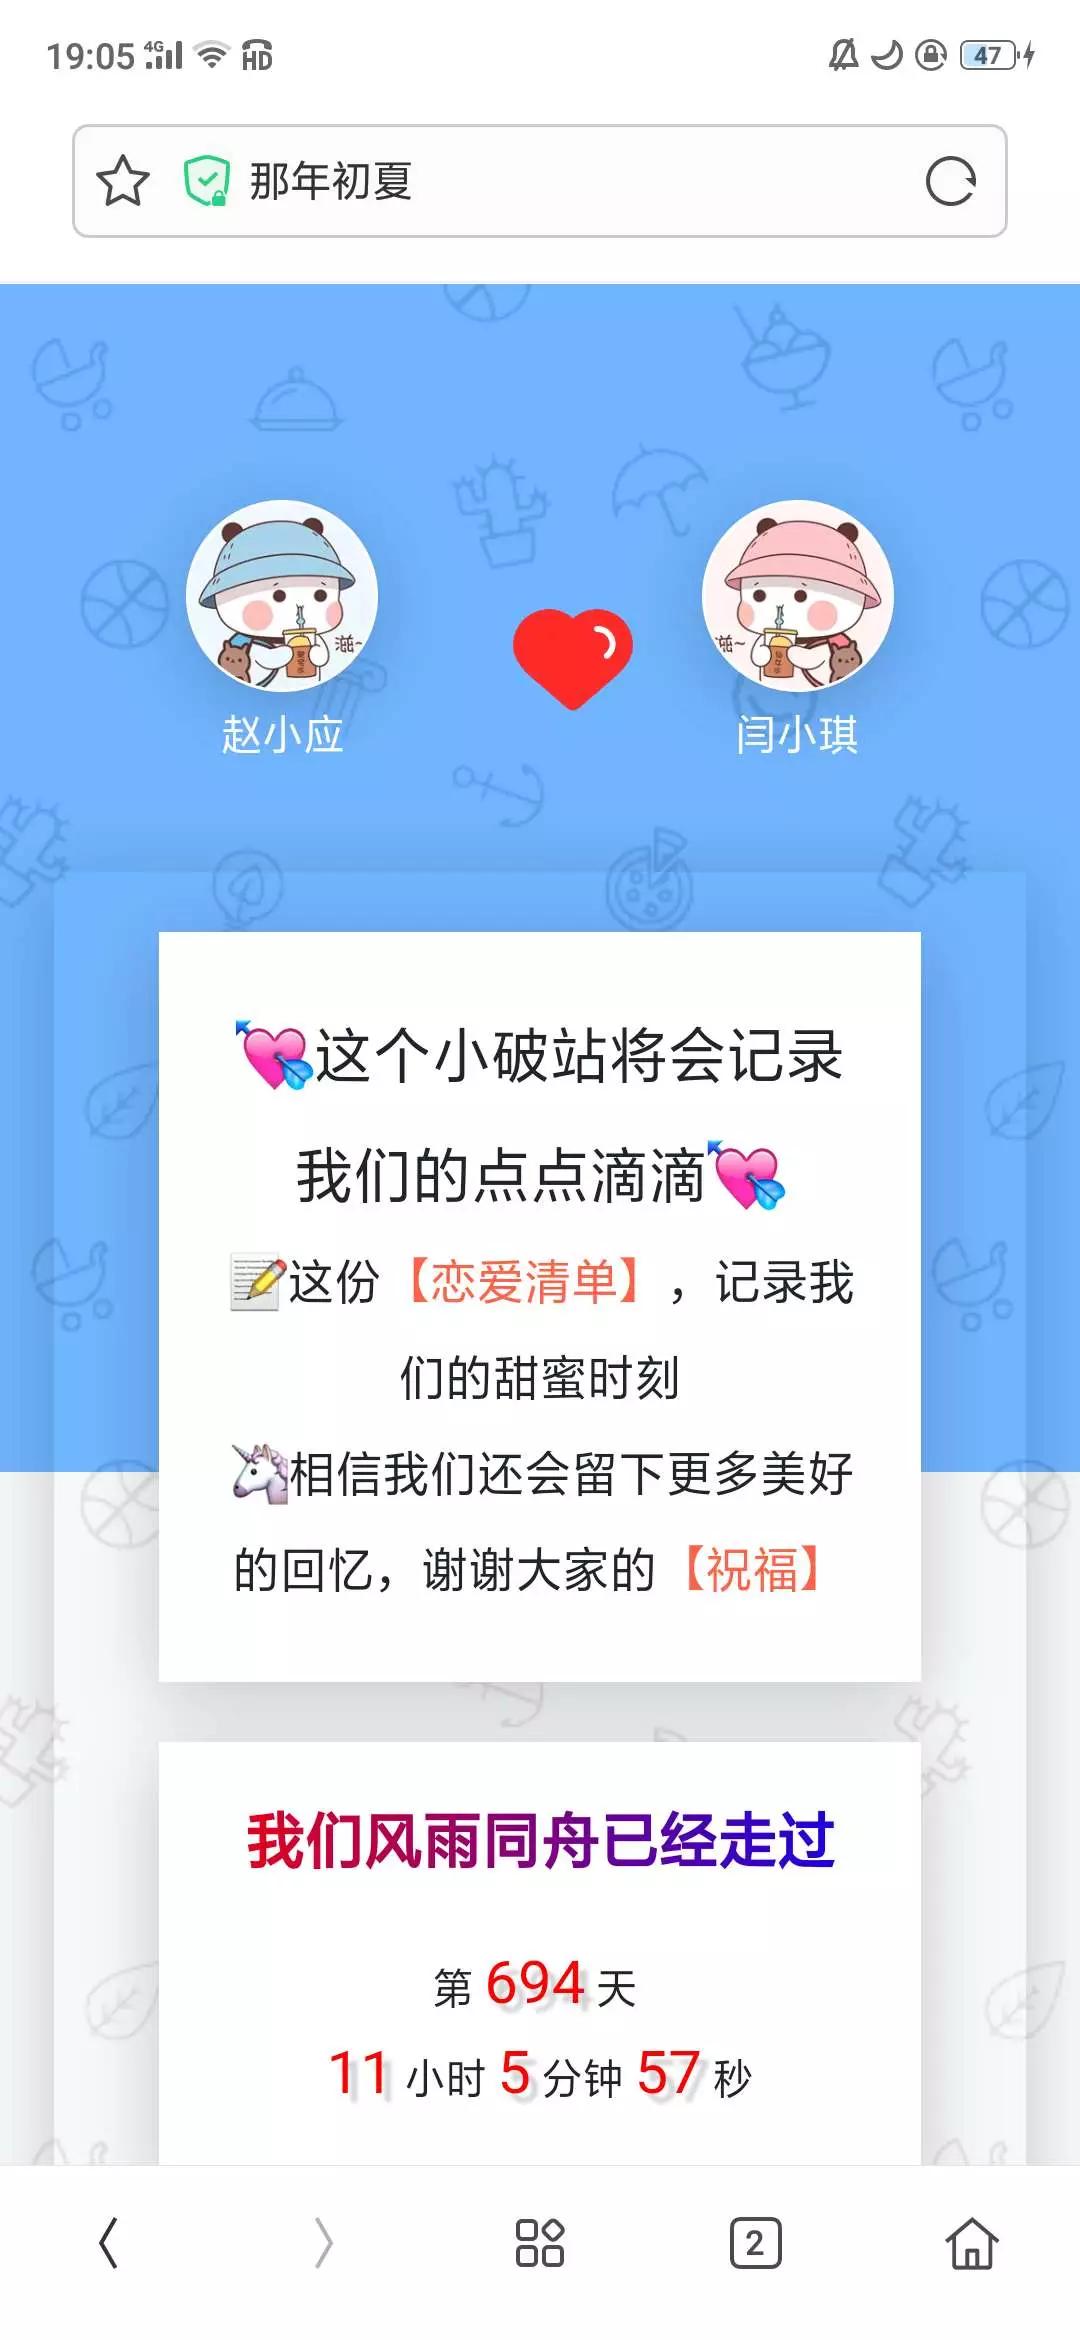 19:05 4G HD 47
那年初夏
滋~
滋~
赵小应
闫小琪
💘这个小破站将会记录
我们的点点滴滴💘
📝这份【恋爱清单】，记录我
们的甜蜜时刻
🦄相信我们还会留下更多美好
的回忆，谢谢大家的【祝福】
我们风雨同舟已经走过
第 694 天
11 小时 5 分钟 57 秒
2